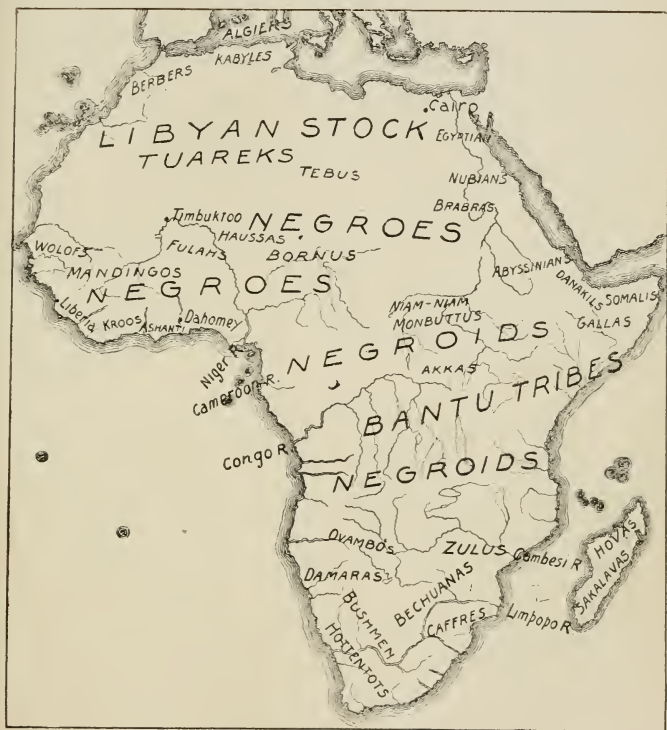 ALGIERS
KABYLES
BERBERS
Cairo
LIBYAN STOCK
EGYPTIAN
TUAREKS
TEBUS
NUBIANS
BRABRAS
Timbuktoo
NEGROES
HAUSSAS
WOLOFS
FULAHS
BORNUS
ABYSSINIANS
MANDINGOS
DANAKILS
SOMALIS
NEGROES
NIAM-NIAM
MONBUTTUS
GALLAS
Liberia
KROOS
ASHANTI
Dahomey
NEGROIDS
Niger R.
AKKAS
Cameroon R.
BANTU TRIBES
Congo R
NEGROIDS
OVAMBOS
ZULUS
Cambesi R
HOVAS
SAKALAVAS
DAMARAS
BECHUANAS
BUSHMEN
CAFFRES
Limpopo R
HOTTENTOTS